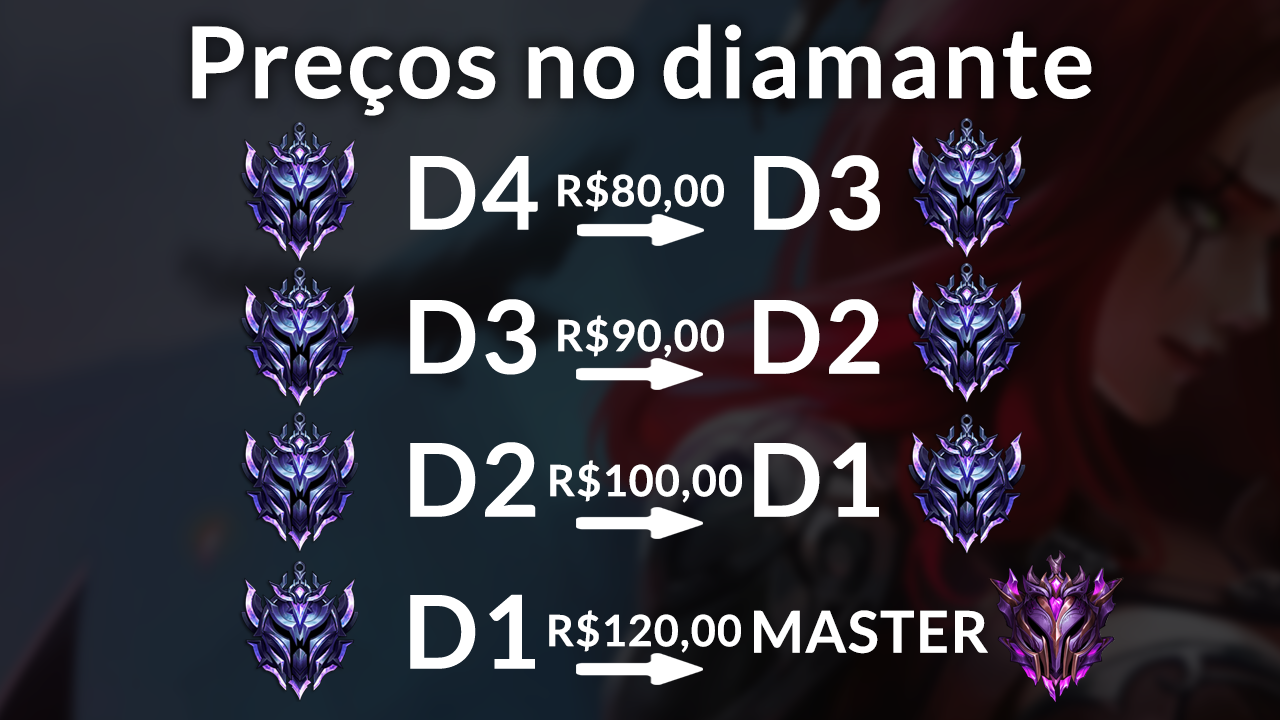 Preços no diamante
D4 R$80,00 D3
D3 R$90,00 D2
D2 R$100,00 D1
D1 R$120,00 MASTER